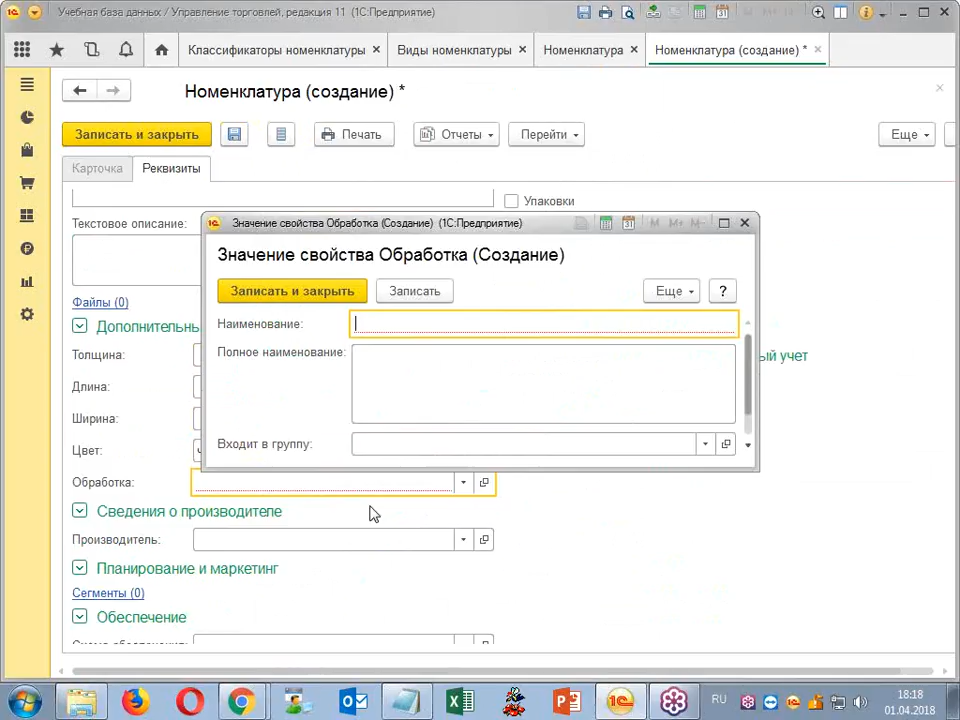 Учебная база данных / Управление торговлей, редакция 11 (1С:Предприятие)
Классификаторы номенклатуры
Виды номенклатуры
Номенклатура
Номенклатура (создание) *
Номенклатура (создание) *
Записать и закрыть
Печать
Отчеты
Перейти
Еще
Карточка
Реквизиты
Упаковки
Текстовое описание:
Файлы (0)
Толщина:
Длина:
Ширина:
Цвет:
Обработка:
Сведения о производителе
Производитель:
Планирование и маркетинг
Сегменты (0)
Обеспечение
Значение свойства Обработка (Создание) (1С:Предприятие)
M M+ M-
Значение свойства Обработка (Создание)
Записать и закрыть
Записать
Еще
?
Наименование:
Полное наименование:
Входит в группу:
RU
18:18
01.04.2018